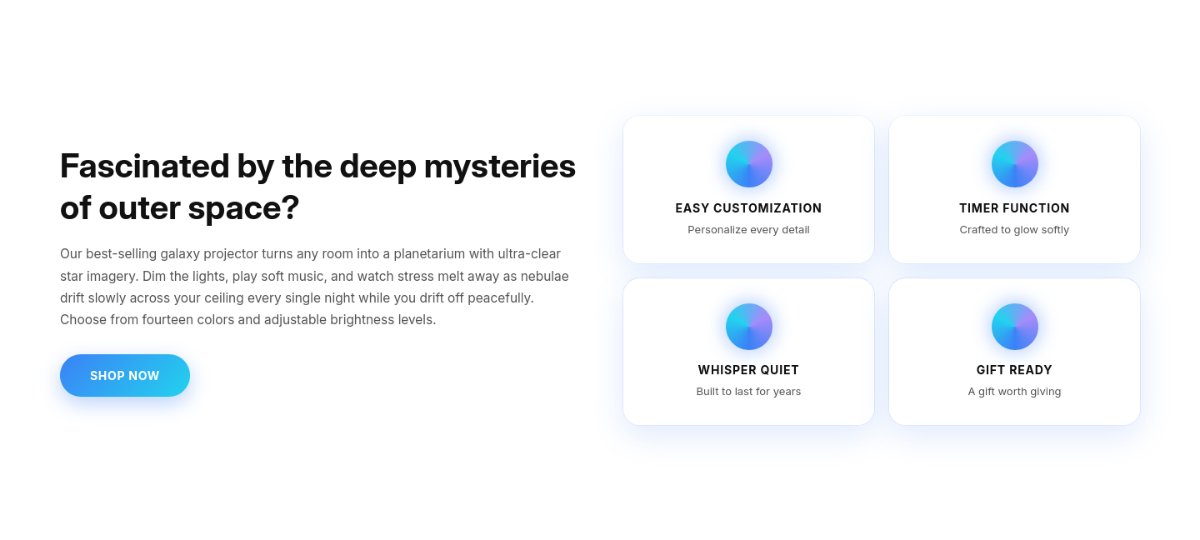 Fascinated by the deep mysteries
of outer space?
Our best-selling galaxy projector turns any room into a planetarium with ultra-clear
star imagery. Dim the lights, play soft music, and watch stress melt away as nebulae
drift slowly across your ceiling every single night while you drift off peacefully.
Choose from fourteen colors and adjustable brightness levels.
SHOP NOW
EASY CUSTOMIZATION
Personalize every detail
TIMER FUNCTION
Crafted to glow softly
WHISPER QUIET
Built to last for years
GIFT READY
A gift worth giving